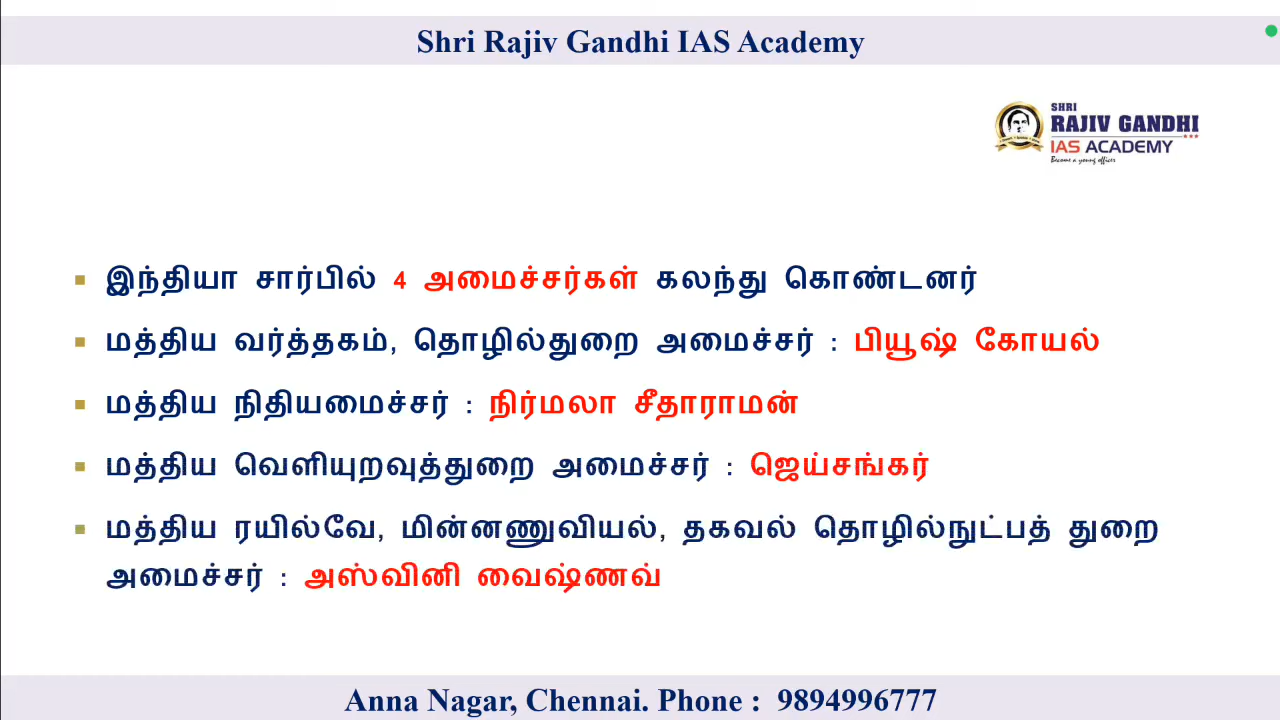 Shri Rajiv Gandhi IAS Academy
SHRI
RAJIV GANDHI
IAS ACADEMY
Become a young officer
இந்தியா சார்பில் 4 அமைச்சர்கள் கலந்து கொண்டனர்
மத்திய வர்த்தகம், தொழில்துறை அமைச்சர் : பியூஷ் கோயல்
மத்திய நிதியமைச்சர் : நிர்மலா சீதாராமன்
மத்திய வெளியுறவுத்துறை அமைச்சர் : ஜெய்சங்கர்
மத்திய ரயில்வே, மின்னணுவியல், தகவல் தொழில்நுட்பத் துறை
அமைச்சர் : அஸ்வினி வைஷ்ணவ்
Anna Nagar, Chennai. Phone : 9894996777